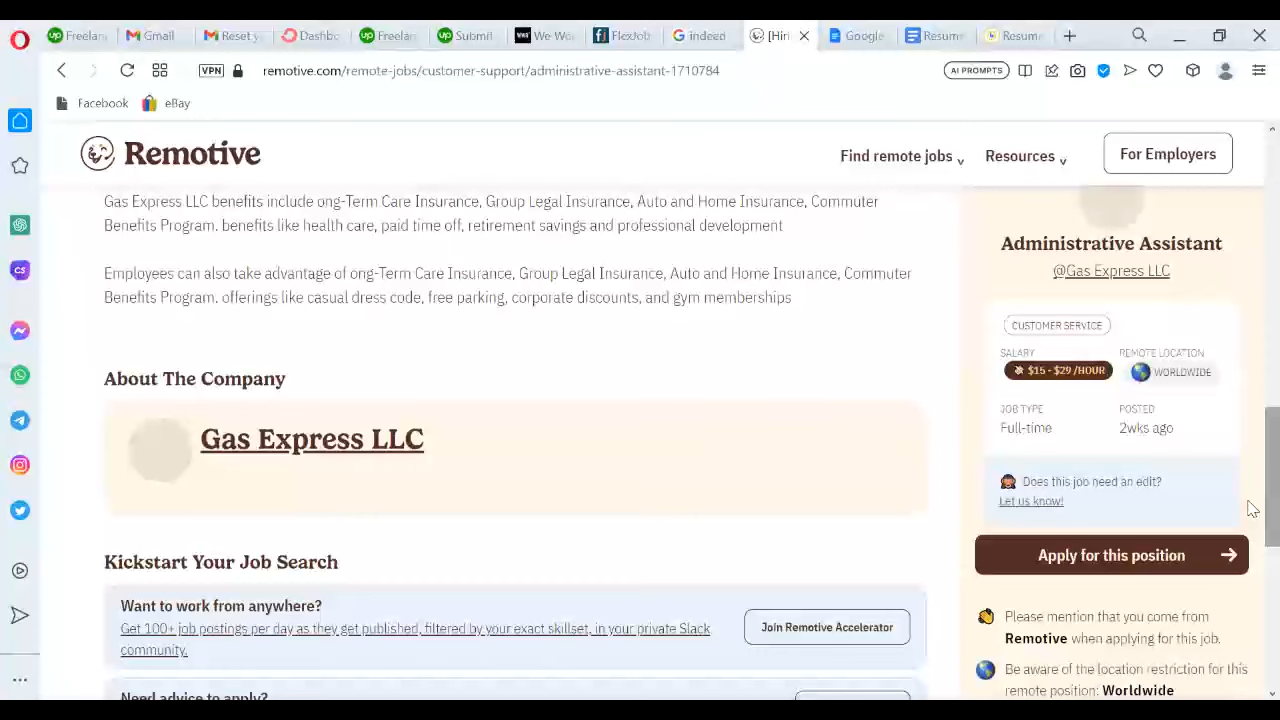 Freelan
Gmail
Reset y
Dashbo
Freelan
Submit
We Wo
FlexJob
indeed
[Hiri
Google
Resum
Resum
VPN
remotive.com/remote-jobs/customer-support/administrative-assistant-1710784
AI PROMPTS
Facebook
eBay
Remotive
Find remote jobs
Resources
For Employers
Gas Express LLC benefits include ong-Term Care Insurance, Group Legal Insurance, Auto and Home Insurance, Commuter
Benefits Program. benefits like health care, paid time off, retirement savings and professional development
Employees can also take advantage of ong-Term Care Insurance, Group Legal Insurance, Auto and Home Insurance, Commuter
Benefits Program. offerings like casual dress code, free parking, corporate discounts, and gym memberships
About The Company
Gas Express LLC
Kickstart Your Job Search
Want to work from anywhere?
Get 100+ job postings per day as they get published, filtered by your exact skillset, in your private Slack
community.
Join Remotive Accelerator
Need advice to apply?
Administrative Assistant
@Gas Express LLC
CUSTOMER SERVICE
SALARY
REMOTE LOCATION
$15 - $29 /HOUR
WORLDWIDE
JOB TYPE
POSTED
Full-time
2wks ago
Does this job need an edit?
Let us know!
Apply for this position
Please mention that you come from
Remotive when applying for this job.
Be aware of the location restriction for this
remote position: Worldwide